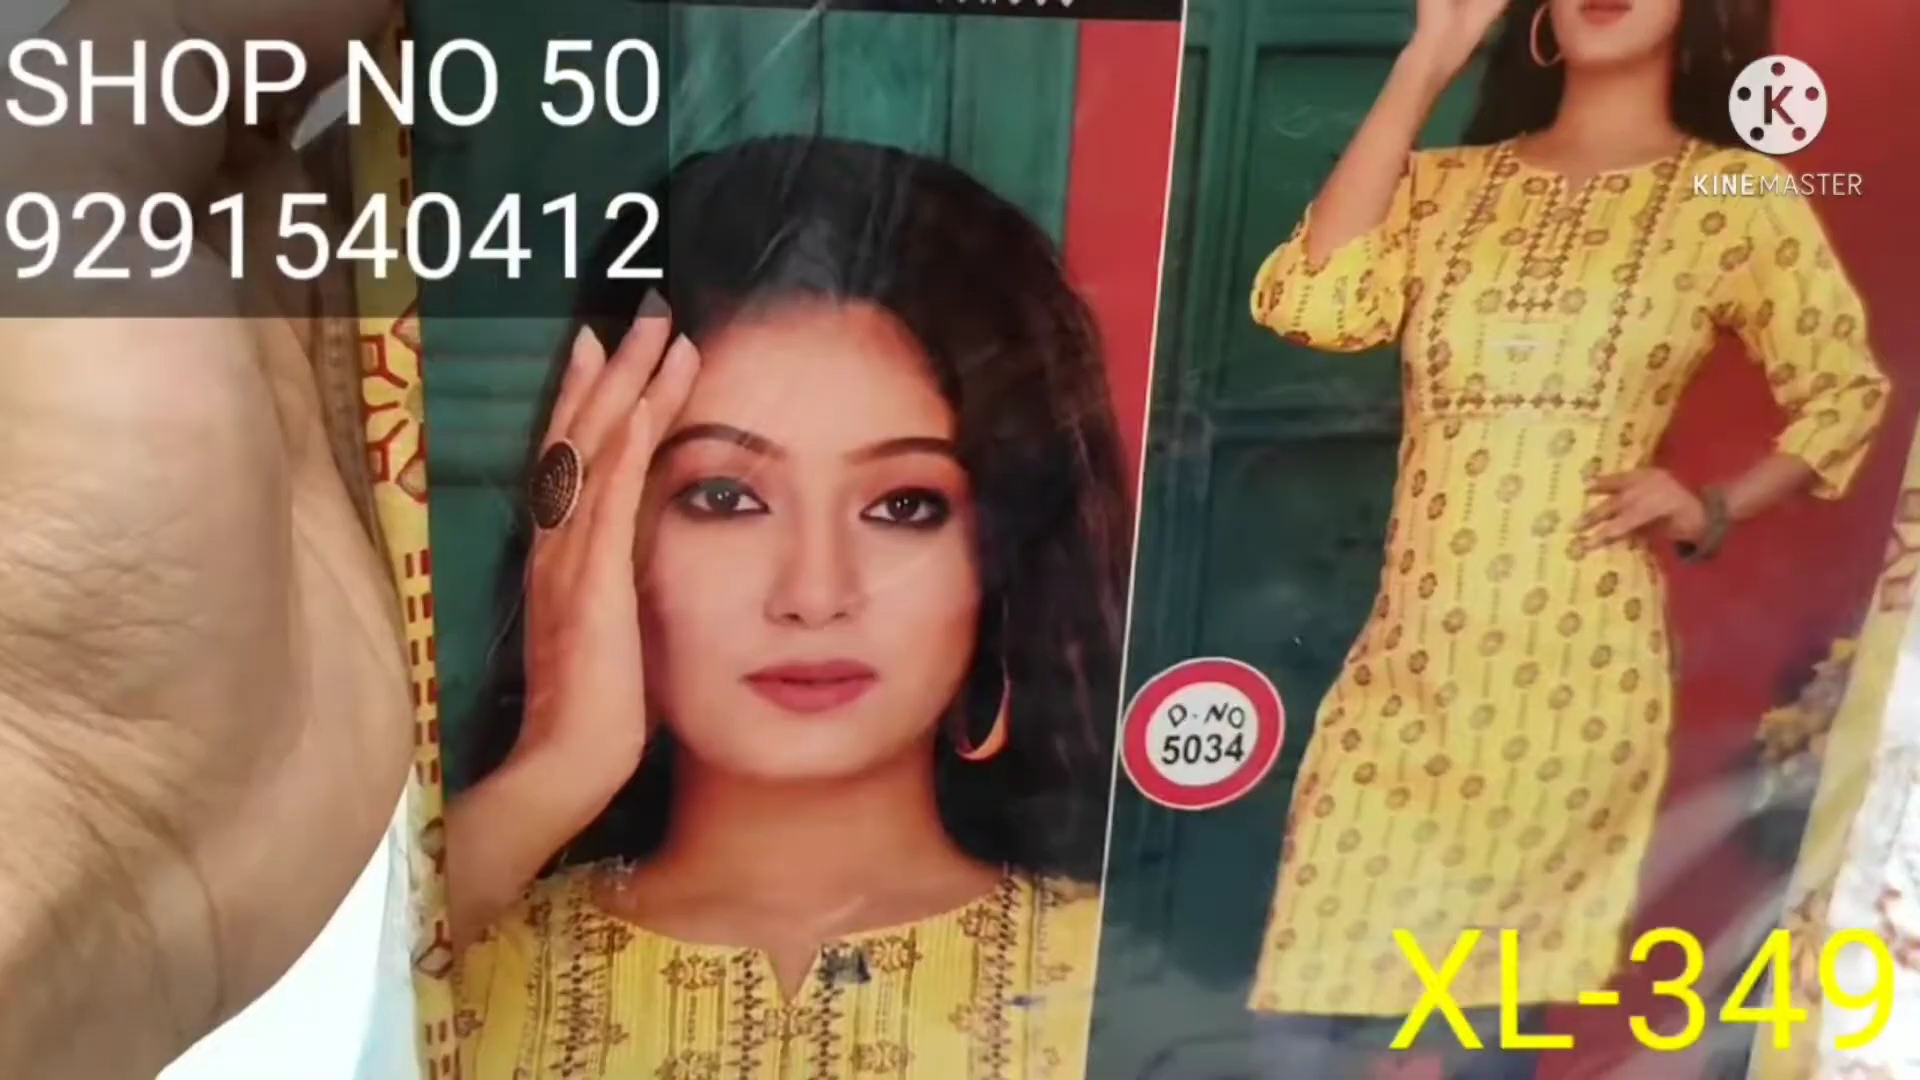 SHOP NO 50
9291540412
KINEMASTER
D-NO
5034
XL-349